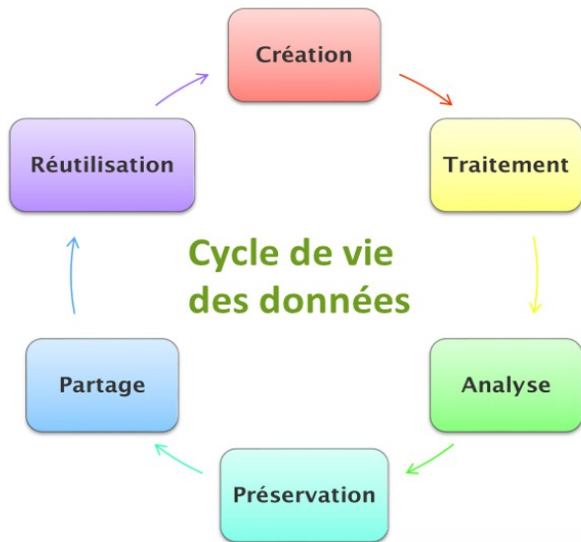 Création
Traitement
Analyse
Préservation
Partage
Réutilisation
Cycle de vie
des données